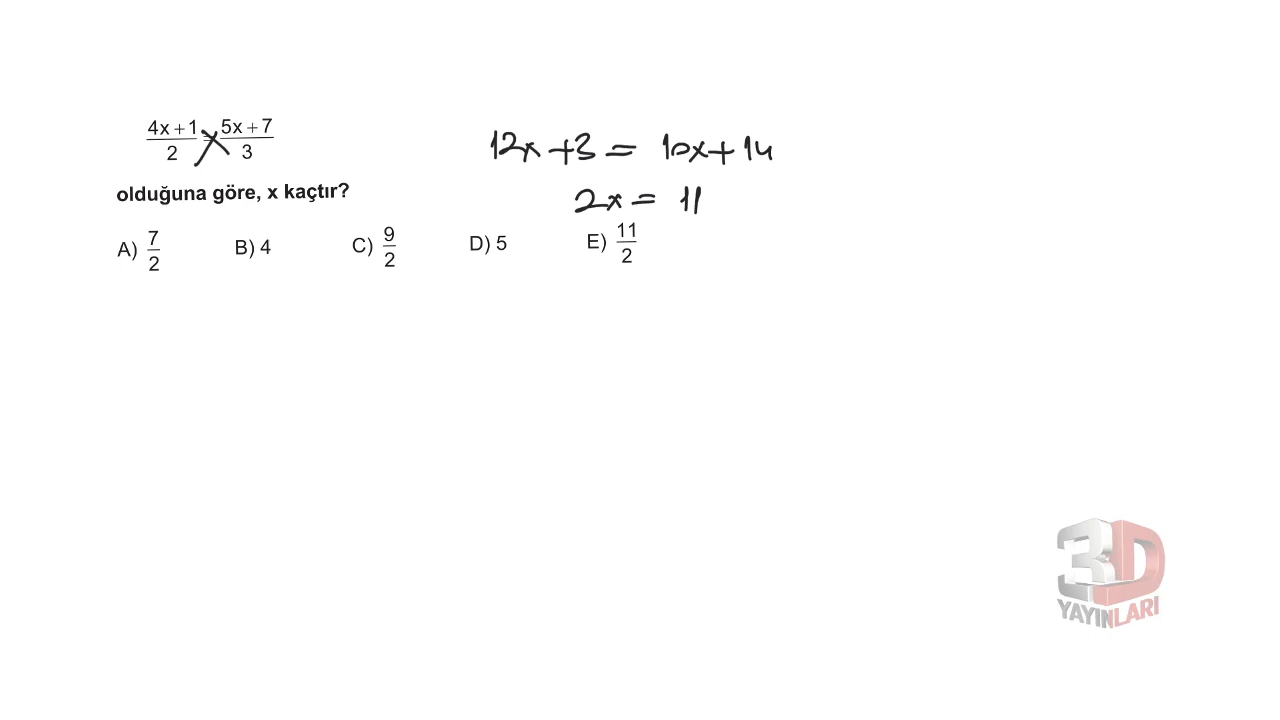 4x+1/2 = 5x+7/3
olduğuna göre, x kaçtır?
A) 7/2 B) 4 C) 9/2 D) 5 E) 11/2
12x+3 = 10x+14
2x = 11
3D
YAYINLARI